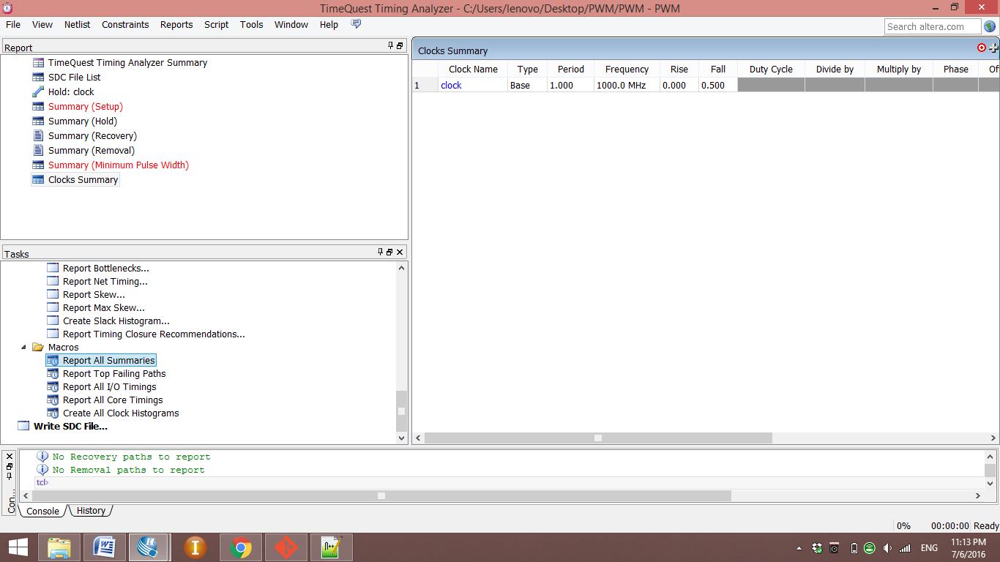 TimeQuest Timing Analyzer - C:/Users/lenovo/Desktop/PWM/PWM - PWM
File View Netlist Constraints Reports Script Tools Window Help
Search altera.com
Report
TimeQuest Timing Analyzer Summary
SDC File List
Hold: clock
Summary (Setup)
Summary (Hold)
Summary (Recovery)
Summary (Removal)
Summary (Minimum Pulse Width)
Clocks Summary
Tasks
Report Bottlenecks...
Report Net Timing...
Report Skew...
Report Max Skew...
Create Slack Histogram...
Report Timing Closure Recommendations...
Macros
Report All Summaries
Report Top Failing Paths
Report All I/O Timings
Report All Core Timings
Create All Clock Histograms
Write SDC File...
Clocks Summary
Clock Name Type Period Frequency Rise Fall Duty Cycle Divide by Multiply by Phase Of
1 clock Base 1.000 1000.0 MHz 0.000 0.500
Con...
No Recovery paths to report
No Removal paths to report
tcl>
Console History
0% 00:00:00 Ready
N++
ENG
11:13 PM
7/6/2016